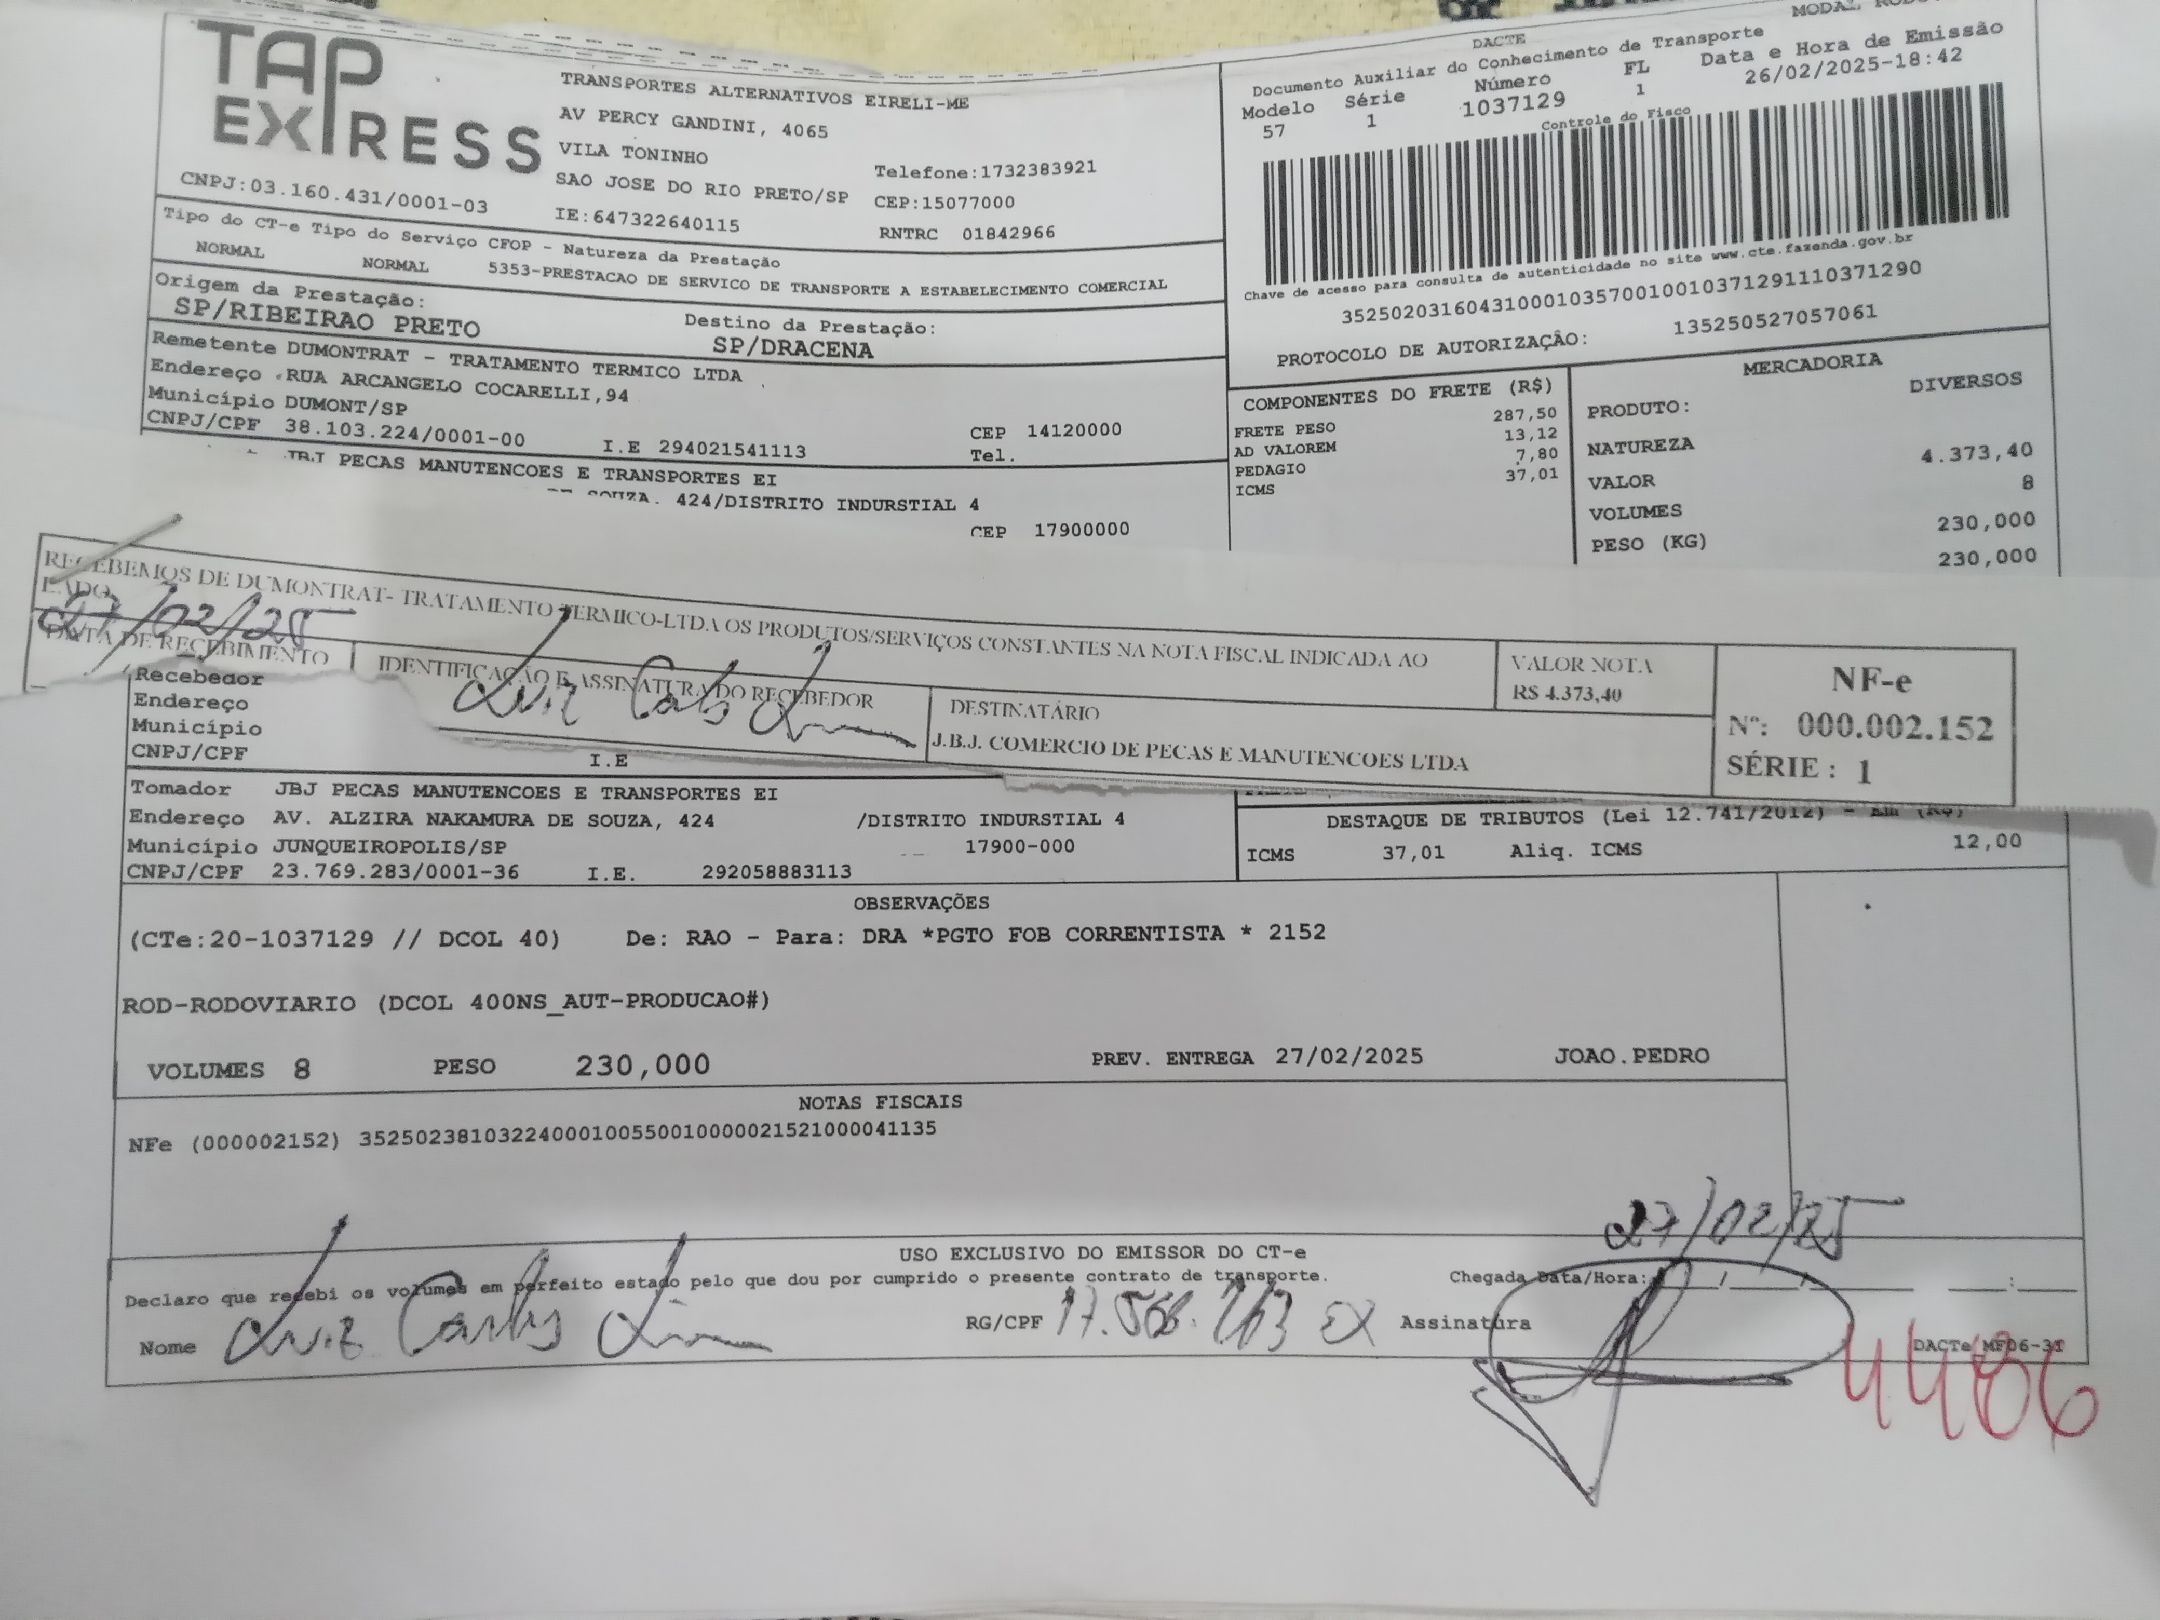 TAP EXPRESS
TRANSPORTES ALTERNATIVOS EIRELI-ME
AV PERCY GANDINI, 4065
VILA TONINHO
Telefone:1732383921
SAO JOSE DO RIO PRETO/SP CEP:15077000
CNPJ:03.160.431/0001-03 IE:647322640115 RNTRC 01842966
DACTE
Documento Auxiliar do Conhecimento de Transporte
Modelo Série Número FL Data e Hora de Emissão
57 1 1037129 1 26/02/2025-18:42
Controle do Fisco
Chave de acesso para consulta de autenticidade no site www.cte.fazenda.gov.br
35250203160431000103570010010371291110371290
PROTOCOLO DE AUTORIZAÇÂO: 135250527057061
Tipo do CT-e Tipo do Serviço CFOP - Natureza da Prestação
NORMAL NORMAL 5353-PRESTACAO DE SERVICO DE TRANSPORTE A ESTABELECIMENTO COMERCIAL
Origem da Prestação: Destino da Prestação:
SP/RIBEIRAO PRETO SP/DRACENA
Remetente DUMONTRAT - TRATAMENTO TERMICO LTDA
Endereço RUA ARCANGELO COCARELLI,94
Município DUMONT/SP CEP 14120000
CNPJ/CPF 38.103.224/0001-00 I.E 294021541113 Tel.
JBJ PECAS MANUTENCOES E TRANSPORTES EI
SOUZA, 424/DISTRITO INDURSTIAL 4
CEP 17900000
COMPONENTES DO FRETE (R$)
FRETE PESO 287,50
AD VALOREM 13,12
PEDAGIO 7,80
ICMS 37,01
MERCADORIA
PRODUTO: DIVERSOS
NATUREZA
VALOR 4.373,40
VOLUMES 8
PESO (KG) 230,000
230,000
RECEBEMOS DE DUMONTRAT- TRATAMENTO TERMICO-LTDA OS PRODUTOS/SERVIÇOS CONSTANTES NA NOTA FISCAL INDICADA AO
LADO
27/02/25
DATA DE RECEBIMENTO
IDENTIFICAÇÃO E ASSINATURA DO RECEBEDOR
Luiz Carlos
DESTINATÁRIO
J.B.J. COMERCIO DE PECAS E MANUTENCOES LTDA
VALOR NOTA
R$ 4.373,40
NF-e
Nº: 000.002.152
SÉRIE : 1
Recebedor
Endereço
Município
CNPJ/CPF I.E
Tomador JBJ PECAS MANUTENCOES E TRANSPORTES EI
Endereço AV. ALZIRA NAKAMURA DE SOUZA, 424 /DISTRITO INDURSTIAL 4
Município JUNQUEIROPOLIS/SP 17900-000
CNPJ/CPF 23.769.283/0001-36 I.E. 292058883113
DESTAQUE DE TRIBUTOS (Lei 12.741/2012) - Em (R$)
ICMS 37,01 Aliq. ICMS 12,00
OBSERVAÇÕES
(CTe:20-1037129 // DCOL 40) De: RAO - Para: DRA *PGTO FOB CORRENTISTA * 2152
ROD-RODOVIARIO (DCOL 400NS_AUT-PRODUCAO#)
VOLUMES 8 PESO 230,000 PREV. ENTREGA 27/02/2025 JOAO.PEDRO
NOTAS FISCAIS
NFe (000002152) 35250238103224000100550010000021521000041135
27/02/25
USO EXCLUSIVO DO EMISSOR DO CT-e
Declaro que recebi os volumes em perfeito estado pelo que dou por cumprido o presente contrato de transporte. Chegada Data/Hora: / / :
Nome Luiz Carlos RG/CPF Assinatura
DACTe_MF06-3T
4486